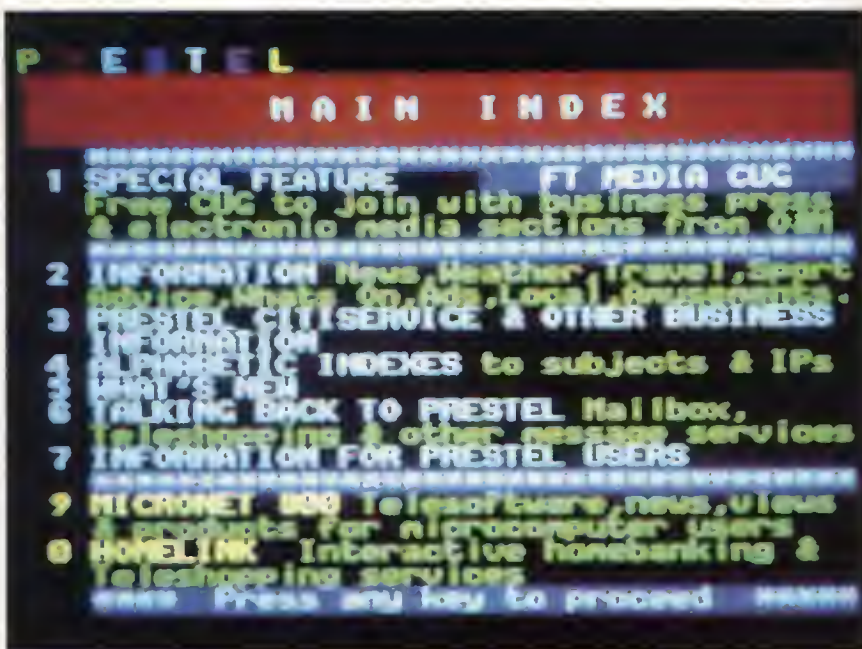 P E S T E L
MAIN INDEX
1 SPECIAL FEATURE FT MEDIA CUG
Free CUG to join with business press
& electronic media sections from
2 INFORMATION News,Weather,Travel,Sport
Advice,Whats On,Ads,Local,Amusements.
3 PRESTEL CITISERVICE & OTHER BUSINESS
INFORMATION
4 ALPHABETIC INDEXES to subjects & IPs
5 WHAT'S NEW
6 TALKING BACK TO PRESTEL Mailbox,
Teleshopping & other message services
7 INFORMATION FOR PRESTEL USERS
9 MICRONET 800 Telesoftware,news,views
& products for microcomputer users
0 HOMELINK Interactive homebanking &
Teleshopping services
Press any key to proceed